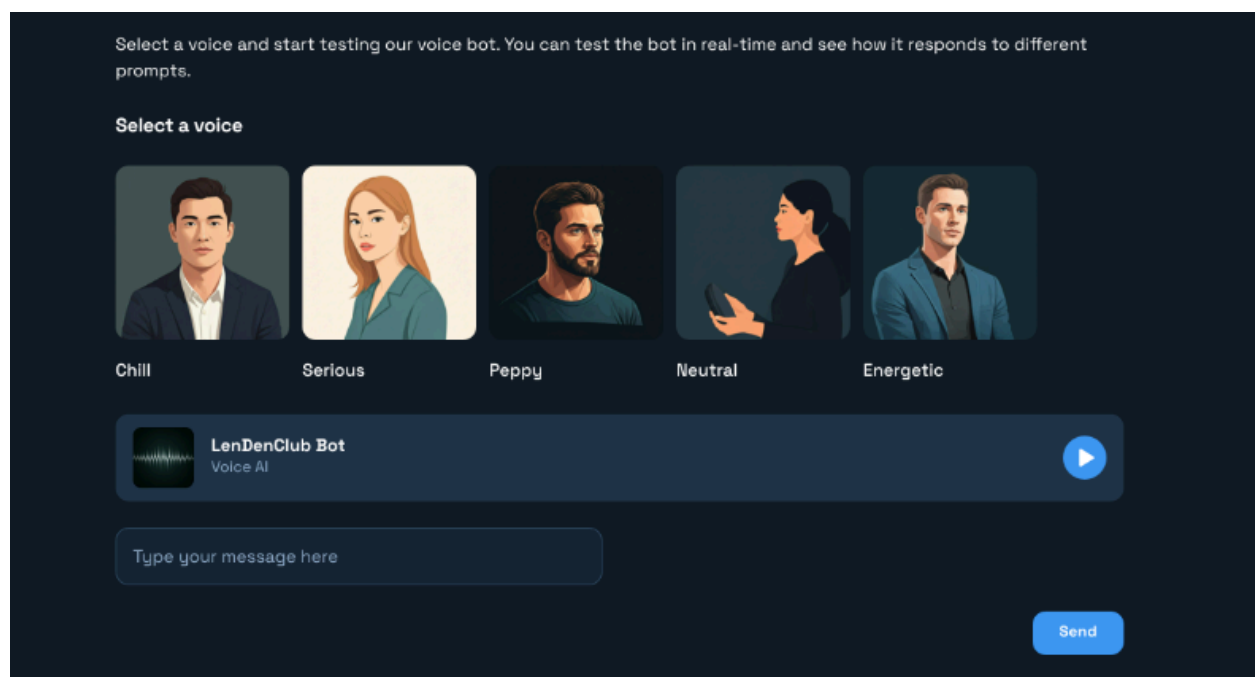 Select a voice and start testing our voice bot. You can test the bot in real-time and see how it responds to different
prompts.
Select a voice
Chill
Serious
Peppy
Neutral
Energetic
LenDenClub Bot
Voice AI
Type your message here
Send